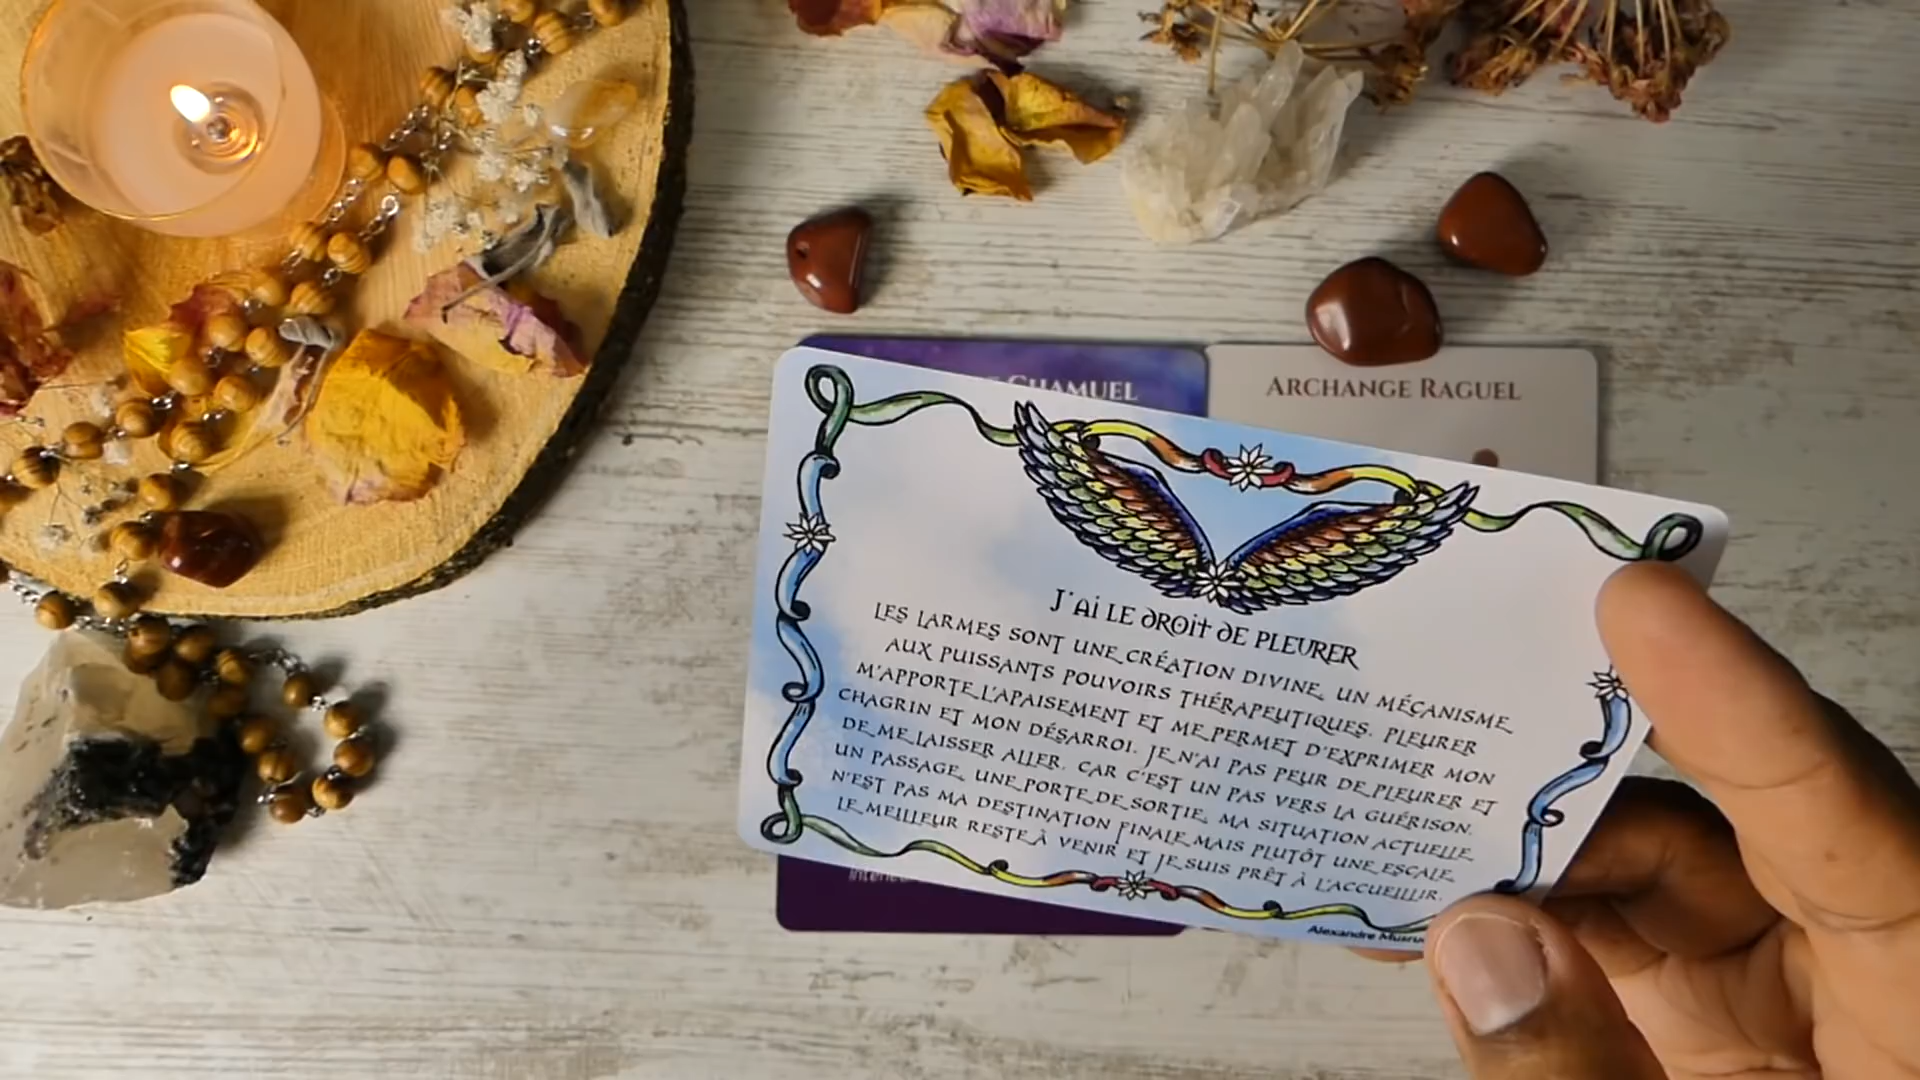 CHAMUEL
ARCHANGE RAGUEL
J'AI LE DROIT DE PLEURER
LES LARMES SONT UNE CRÉATION DIVINE, UN MÉCANISME
AUX PUISSANTS POUVOIRS THÉRAPEUTIQUES. PLEURER
M'APPORTE L'APAISEMENT ET ME PERMET D'EXPRIMER MON
CHAGRIN ET MON DÉSARROI. JE N'AI PAS PEUR DE PLEURER ET
DE ME LAISSER ALLER, CAR C'EST UN PAS VERS LA GUÉRISON,
UN PASSAGE, UNE PORTE DE SORTIE. MA SITUATION ACTUELLE
N'EST PAS MA DESTINATION FINALE MAIS PLUTÔT UNE ESCALE.
LE MEILLEUR RESTE À VENIR ET JE SUIS PRÊT À L'ACCUEILLIR.
Alexandre